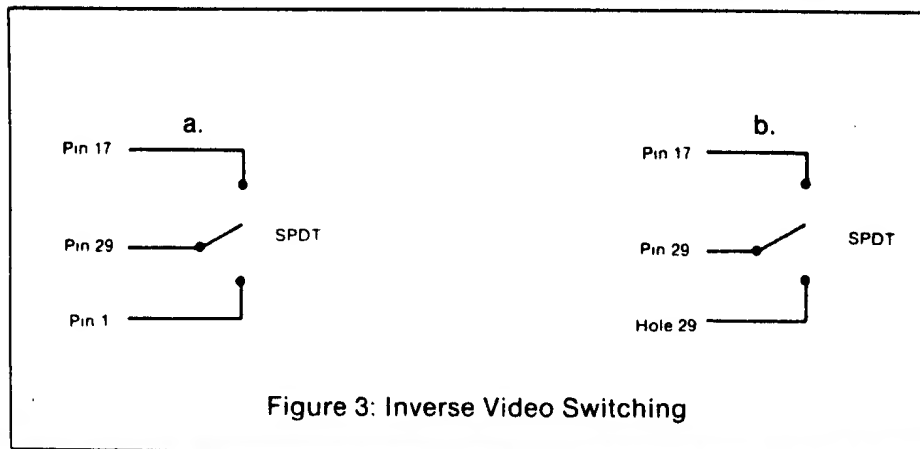 a.
Pin 17
Pin 29
SPDT
Pin 1
b.
Pin 17
Pin 29
SPDT
Hole 29
Figure 3: Inverse Video Switching